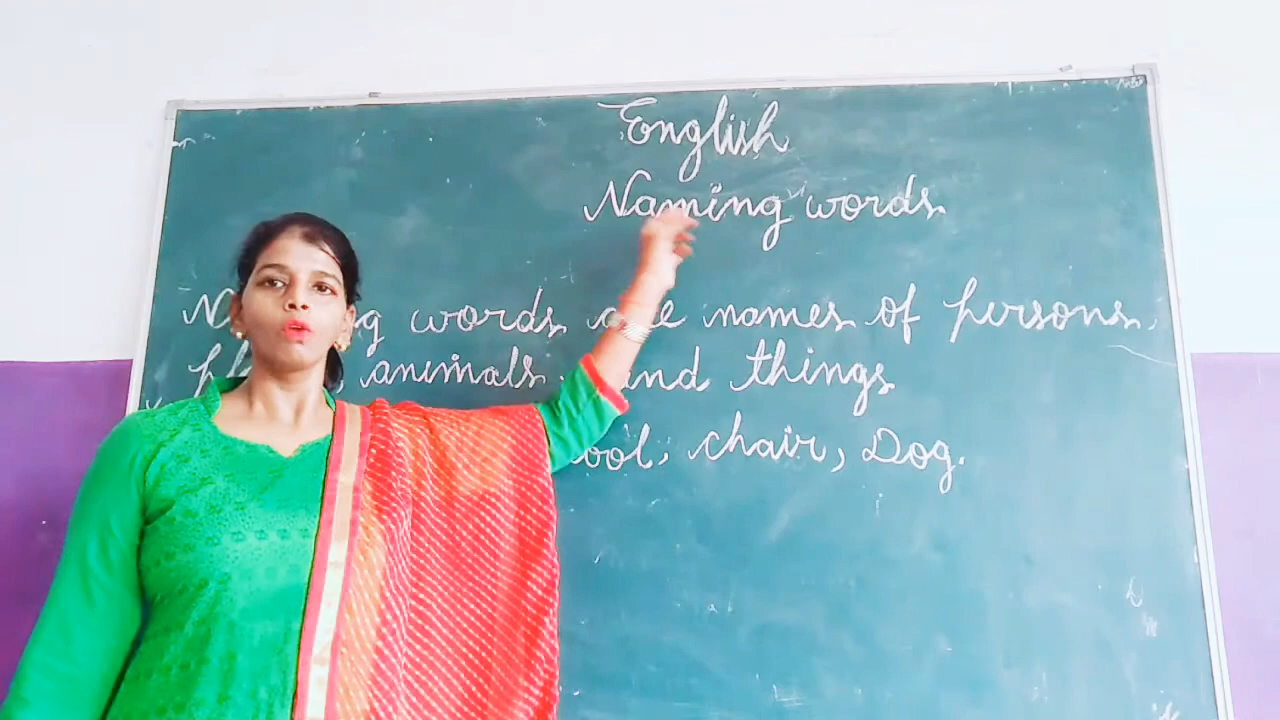 English
Naming words
words are names of persons,
animals and things
chair, Dog.